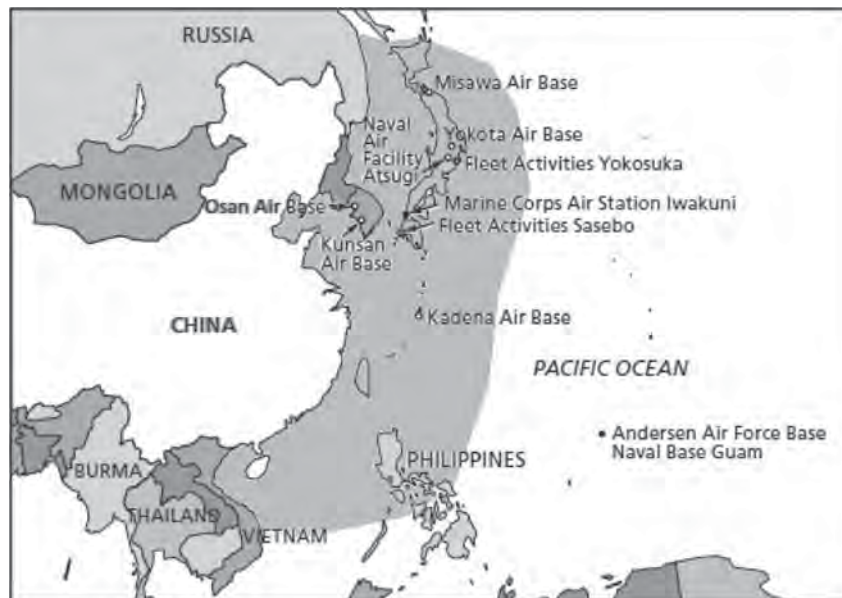 RUSSIA
Misawa Air Base
Naval
Air
Facility
Atsugi
Yokota Air Base
Fleet Activities Yokosuka
MONGOLIA
Osan Air Base
Marine Corps Air Station Iwakuni
Fleet Activities Sasebo
Kunsan
Air Base
CHINA
Kadena Air Base
PACIFIC OCEAN
Andersen Air Force Base
Naval Base Guam
PHILIPPINES
BURMA
THAILAND
VIETNAM